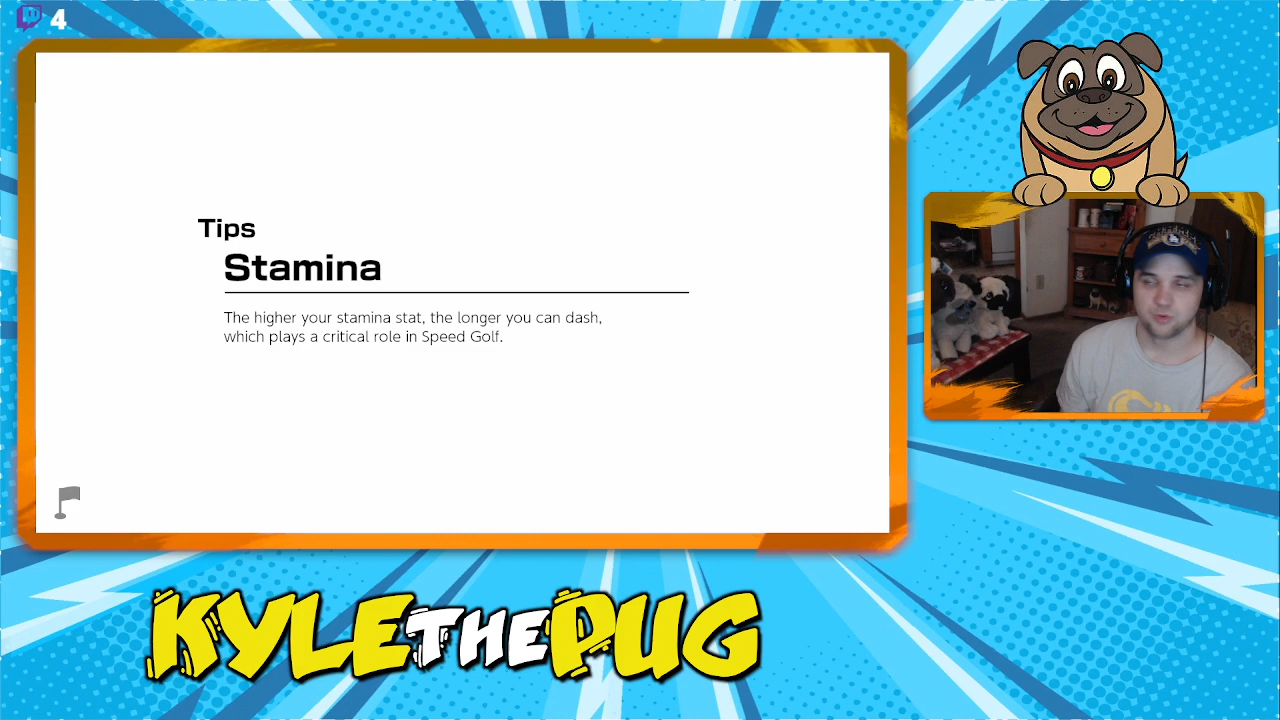 4
Tips
Stamina
The higher your stamina stat, the longer you can dash,
which plays a critical role in Speed Golf.
KYLETHEPUG